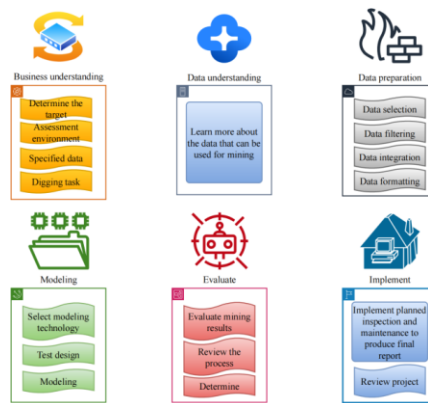 Business understanding
Data understanding
Data preparation
Determine the
target
Assessment
environment
Specified data
Digging task
Learn more about
the data that can be
used for mining
Data selection
Data filtering
Data integration
Data formatting
Modeling
Evaluate
Implement
Select modeling
technology
Test design
Modeling
Evaluate mining
results
Review the
process
Determine
Implement planned
inspection and
maintenance to
produce final
report
Review project